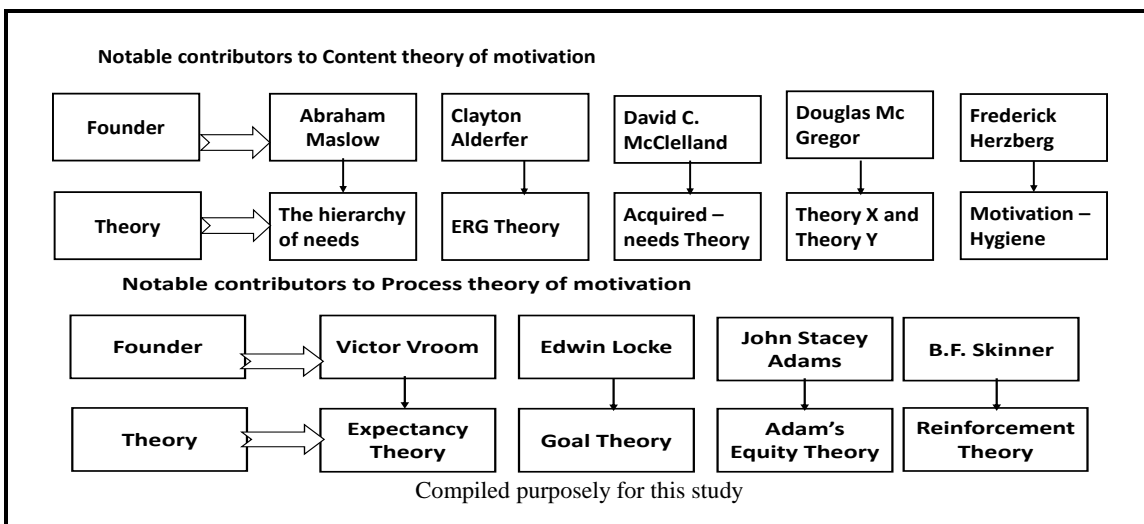 Notable contributors to Content theory of motivation
Founder
Abraham
Maslow
Clayton
Alderfer
David C.
McClelland
Douglas Mc
Gregor
Frederick
Herzberg
Theory
The hierarchy
of needs
ERG Theory
Acquired –
needs Theory
Theory X and
Theory Y
Motivation –
Hygiene
Notable contributors to Process theory of motivation
Founder
Victor Vroom
Edwin Locke
John Stacey
Adams
B.F. Skinner
Theory
Expectancy
Theory
Goal Theory
Adam’s
Equity Theory
Reinforcement
Theory
Compiled purposely for this study